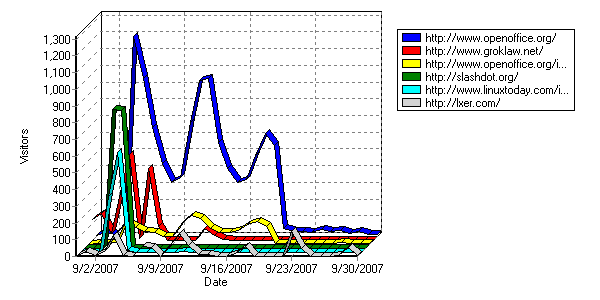 1,300
1,200
1,100
1,000
900
800
700
600
500
400
300
200
100
0
Visitors
9/2/2007 9/9/2007 9/16/2007 9/23/2007 9/30/2007
Date
http://www.openoffice.org/
http://www.groklaw.net/
http://www.openoffice.org/i...
http://slashdot.org/
http://www.linuxtoday.com/i...
http://lxer.com/